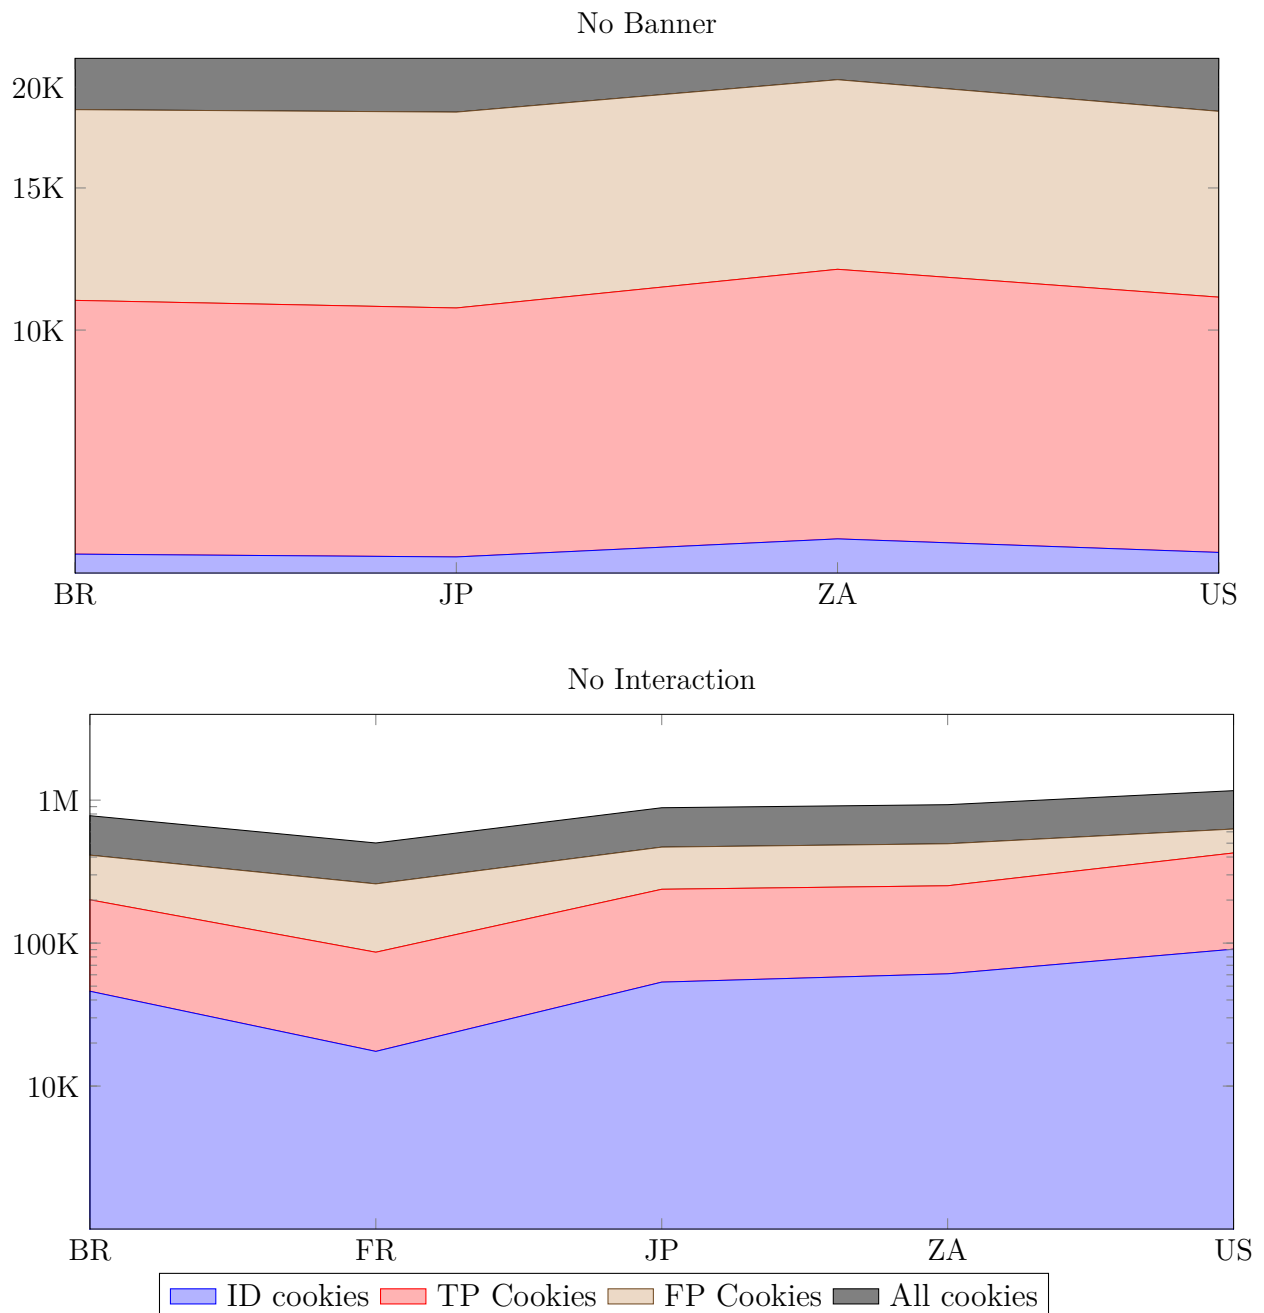 No Banner
20K
15K
10K
BR JP ZA US
No Interaction
1M
100K
10K
BR FR JP ZA US
ID cookies TP Cookies FP Cookies All cookies